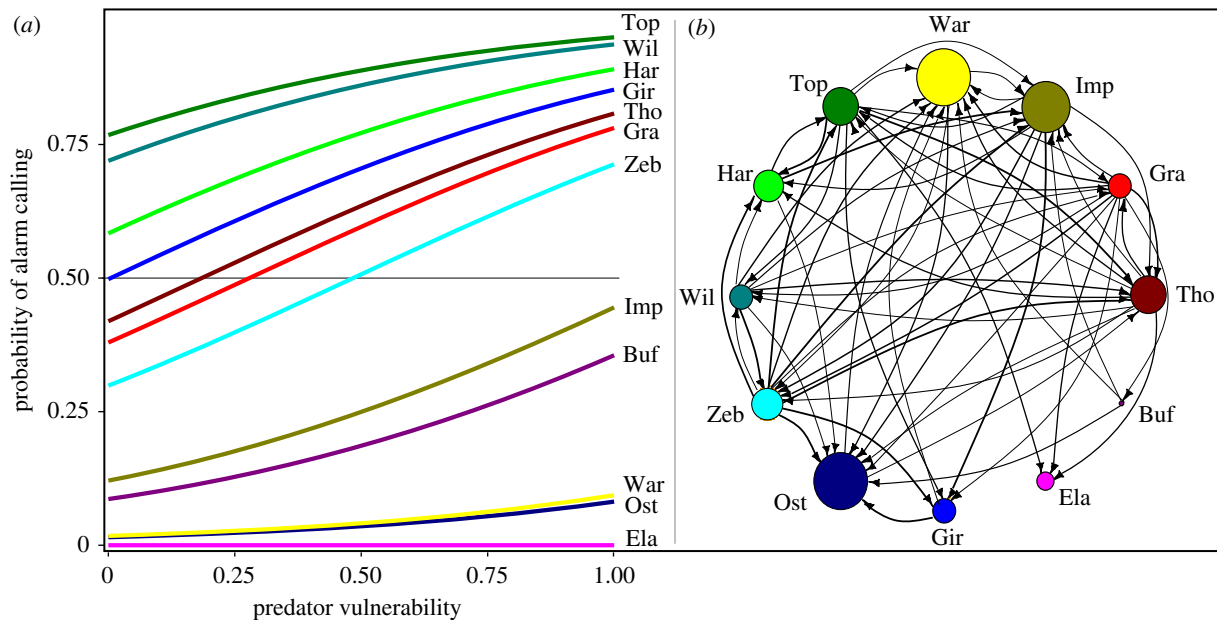 (a)
probability of alarm calling
0.75
0.50
0.25
0
0
0.25
0.50
0.75
1.00
predator vulnerability
Top
Wil
Har
Gir
Tho
Gra
Zeb
Imp
Buf
War
Ost
Ela
(b)
War
Top
Imp
Har
Gra
Wil
Tho
Zeb
Buf
Ost
Ela
Gir